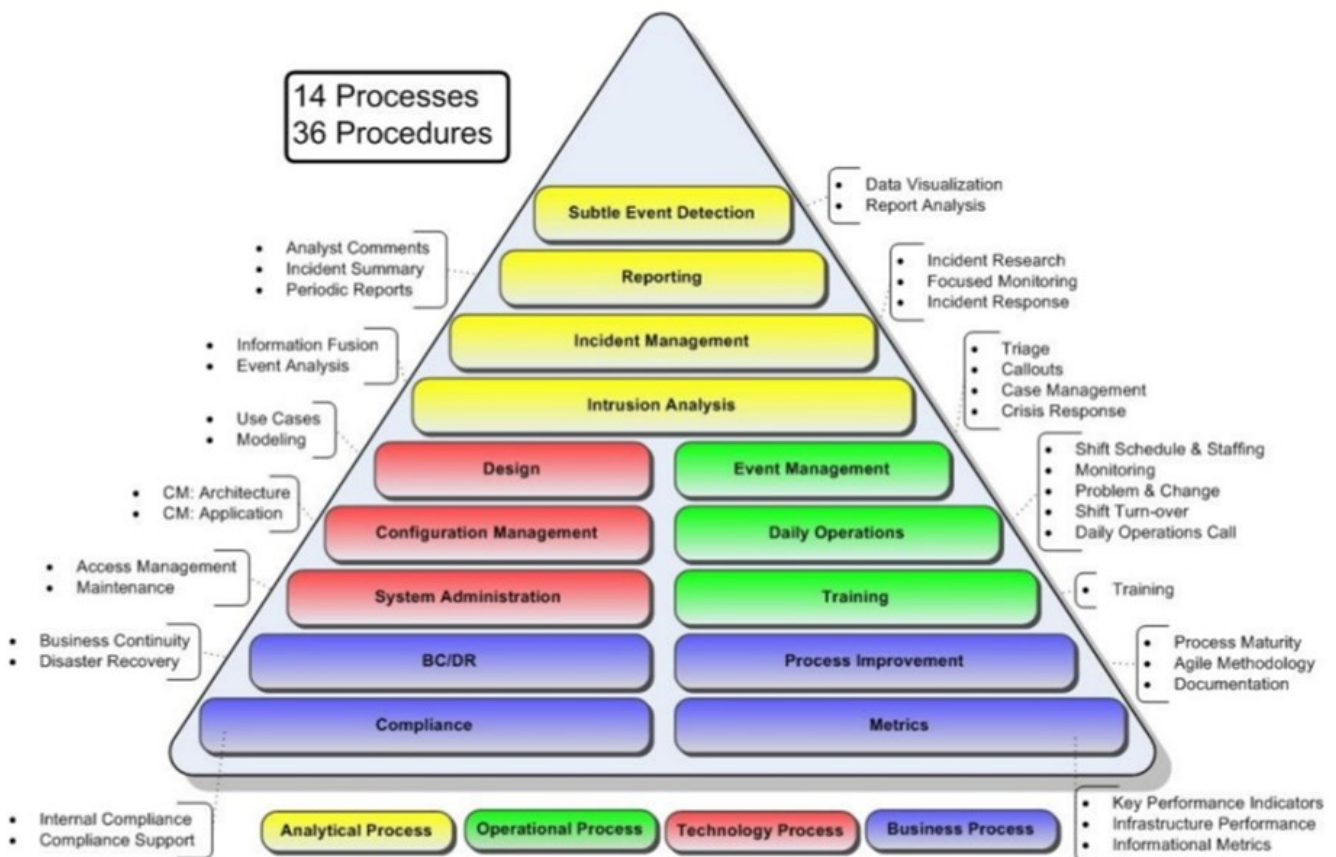 14 Processes
36 Procedures
Subtle Event Detection
• Data Visualization
• Report Analysis
Reporting
• Analyst Comments
• Incident Summary
• Periodic Reports
Incident Management
• Incident Research
• Focused Monitoring
• Incident Response
Intrusion Analysis
• Information Fusion
• Event Analysis
Design
• Use Cases
• Modeling
Event Management
• Triage
• Callouts
• Case Management
• Crisis Response
Configuration Management
• CM: Architecture
• CM: Application
Daily Operations
• Shift Schedule & Staffing
• Monitoring
• Problem & Change
• Shift Turn-over
• Daily Operations Call
System Administration
• Access Management
• Maintenance
Training
• Training
BC/DR
• Business Continuity
• Disaster Recovery
Process Improvement
• Process Maturity
• Agile Methodology
• Documentation
Compliance
• Internal Compliance
• Compliance Support
Metrics
• Key Performance Indicators
• Infrastructure Performance
• Informational Metrics
Analytical Process
Operational Process
Technology Process
Business Process